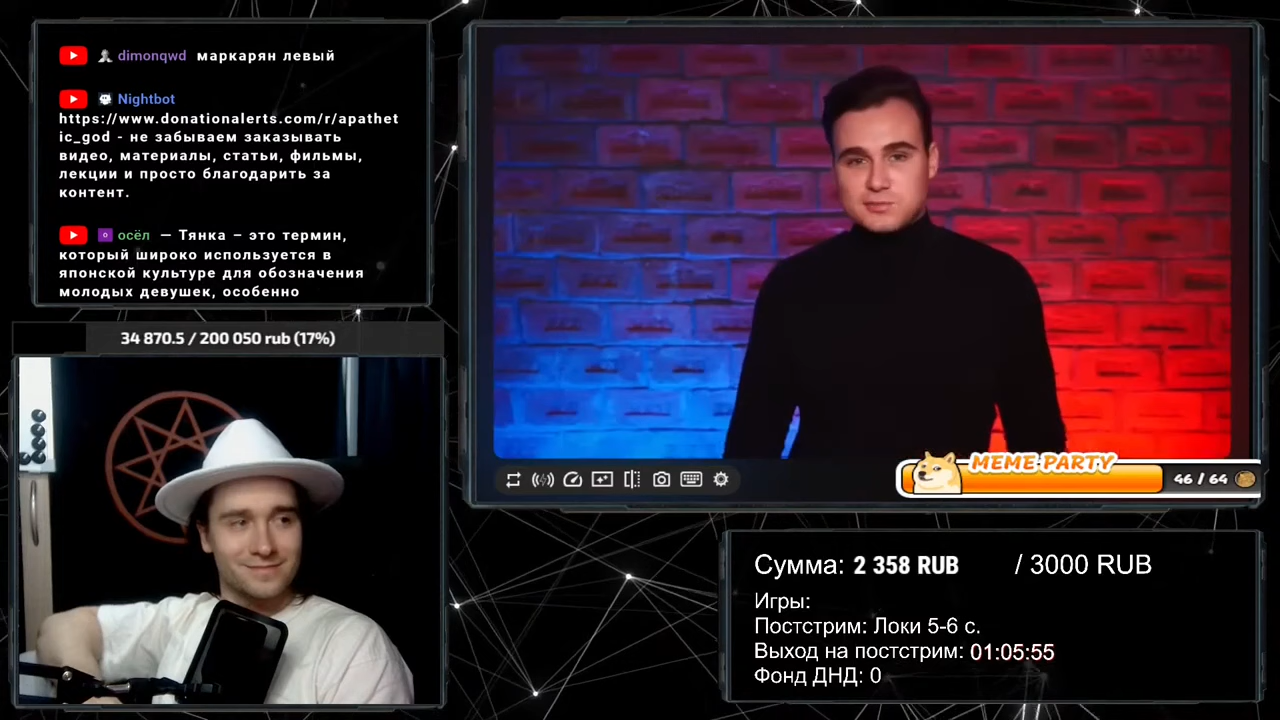 dimonqwd маркарян левый
Nightbot
https://www.donationalerts.com/r/apathet
ic_god - не забываем заказывать
видео, материалы, статьи, фильмы,
лекции и просто благодарить за
контент.
осёл — Тянка – это термин,
который широко используется в
японской культуре для обозначения
молодых девушек, особенно
34 870.5 / 200 050 rub (17%)
MEME PARTY
46 / 64
Сумма: 2 358 RUB / 3000 RUB
Игры:
Постстрим: Локи 5-6 с.
Выход на постстрим: 01:05:55
Фонд ДНД: 0